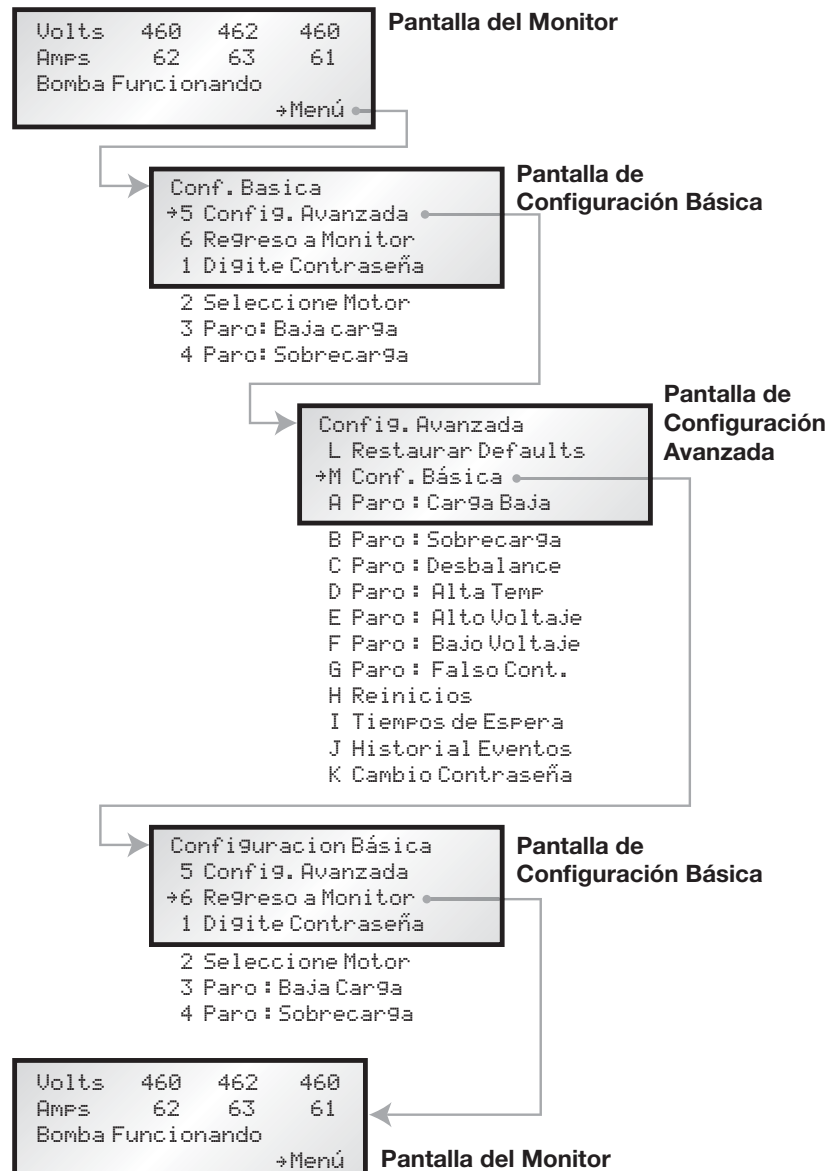 Pantalla del Monitor
Volts 460 462 460
Amps 62 63 61
Bomba Funcionando
→Menú
Pantalla de
Configuración Básica
Conf. Basica
→5 Config. Avanzada
6 Regreso a Monitor
1 Digite Contraseña
2 Seleccione Motor
3 Paro: Baja carga
4 Paro: Sobrecarga
Pantalla de
Configuración
Avanzada
Config. Avanzada
L Restaurar Defaults
→M Conf. Básica
A Paro : Carga Baja
B Paro : Sobrecarga
C Paro : Desbalance
D Paro : Alta Temp
E Paro : Alto Voltaje
F Paro : Bajo Voltaje
G Paro : Falso Cont.
H Reinicios
I Tiempos de Espera
J Historial Eventos
K Cambio Contraseña
Pantalla de
Configuración Básica
Configuracion Básica
5 Config. Avanzada
→6 Regreso a Monitor
1 Digite Contraseña
2 Seleccione Motor
3 Paro : Baja Carga
4 Paro : Sobrecarga
Volts 460 462 460
Amps 62 63 61
Bomba Funcionando
→Menú
Pantalla del Monitor